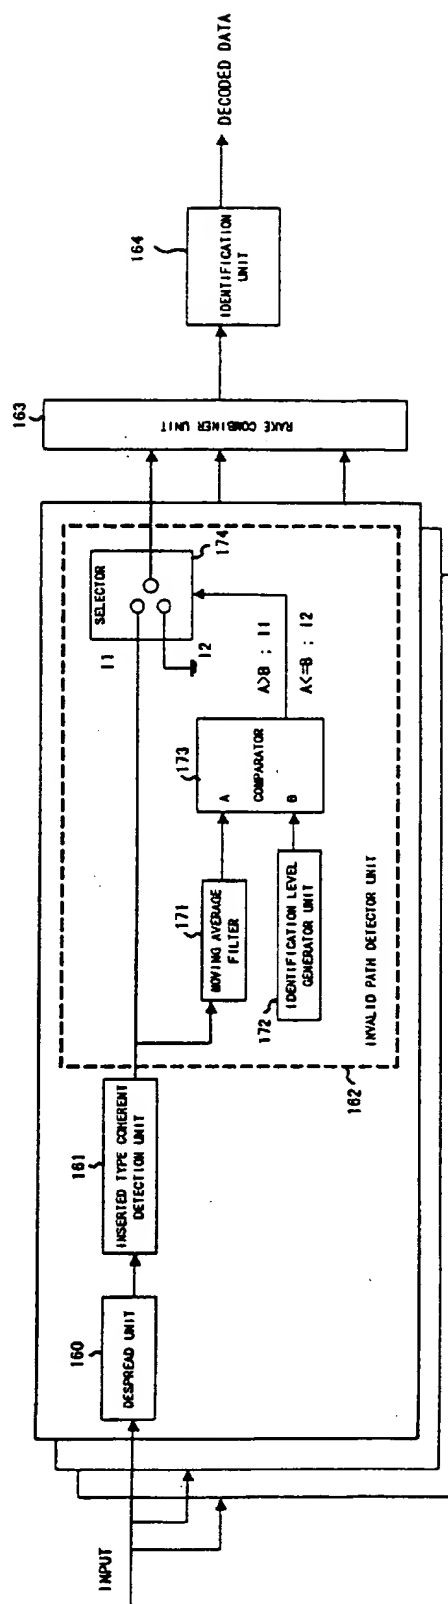 INPUT
160
DESPREAD UNIT
161
INSERTED TYPE COHERENT
DETECTION UNIT
162
INVALID PATH DETECTOR UNIT
171
MOVING AVERAGE
FILTER
172
IDENTIFICATION LEVEL
GENERATOR UNIT
173
A
COMPARATOR
B
A>B ; I1
A<=B ; I2
I1
SELECTOR
I2
174
163
RAKE COMBINER UNIT
164
IDENTIFICATION
UNIT
DECODED DATA